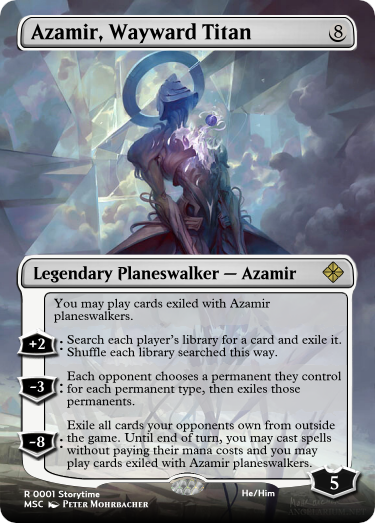 Azamir, Wayward Titan 8
Legendary Planeswalker — Azamir
You may play cards exiled with Azamir
planeswalkers.
+2 : Search each player's library for a card and exile it.
Shuffle each library searched this way.
-3 : Each opponent chooses a permanent they control
for each permanent type, then exiles those
permanents.
-8 : Exile all cards your opponents own from outside
the game. Until end of turn, you may cast spells
without paying their mana costs and you may
play cards exiled with Azamir planeswalkers.
5
R 0001 Storytime He/Him
MSC Peter Mohrbacher